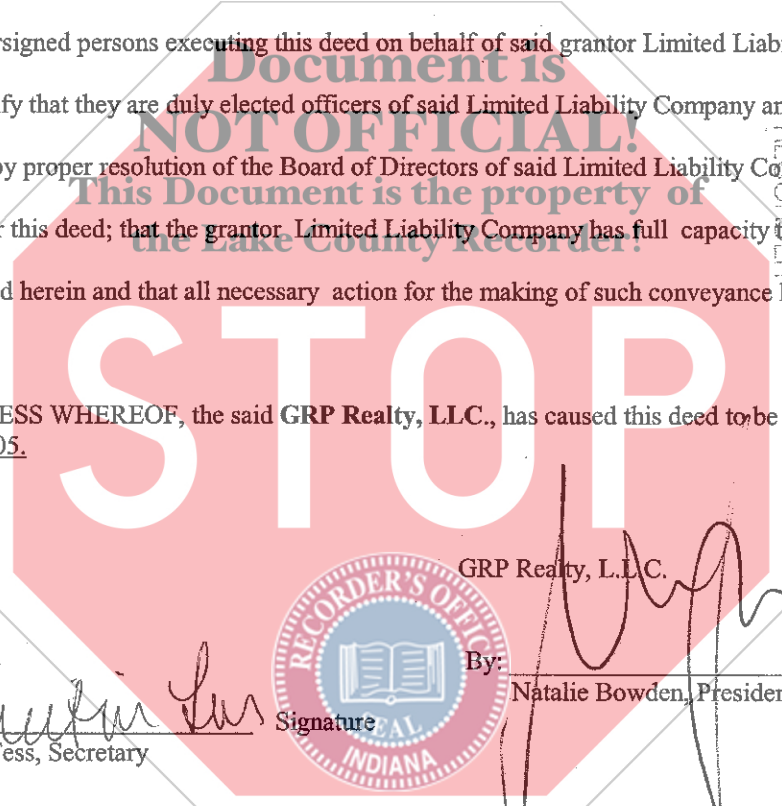 rsigned persons executing this deed on behalf of said grantor Limited Liab
Document is
ify that they are duly elected officers of said Limited Liability Company an
NOT OFFICIAL!
by proper resolution of the Board of Directors of said Limited Liability Co
This Document is the property of
r this deed; that the grantor Limited Liability Company has full capacity t
the Lake County Recorder!
d herein and that all necessary action for the making of such conveyance
STOP
ESS WHEREOF, the said GRP Realty, LLC., has caused this deed to be
05.
GRP Realty, L.L.C.
RECORDER'S OFFICE
SEAL
INDIANA
By:
Natalie Bowden, Presiden
Signature
ess, Secretary